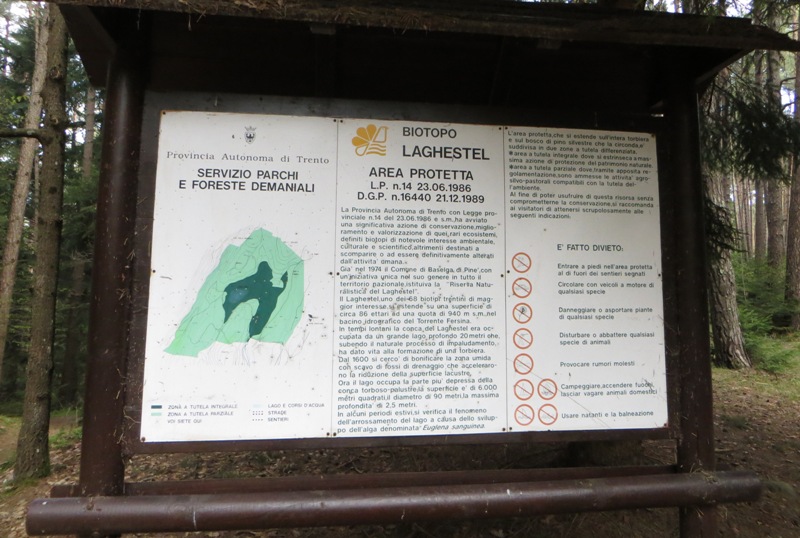 Provincia Autonoma di Trento
SERVIZIO PARCHI
E FORESTE DEMANIALI
ZONA A TUTELA INTEGRALE
ZONA A TUTELA PARZIALE
VOI SIETE QUI
LAGO E CORSI D'ACQUA
STRADE
SENTIERI
BIOTOPO
LAGHESTEL
AREA PROTETTA
L.P. n.14 23.06.1986
D.G.P. n.16440 21.12.1989
La Provincia Autonoma di Trento con Legge pro-
vinciale n.14 del 23.06.1986 e s.m.,ha avviato
una significativa azione di conservazione,miglio-
ramento e valorizzazione di quei,rari ecosistemi,
definiti biotopi di notevole interesse ambientale,
culturale e scientifico,altrimenti destinati a
scomparire o ad essere definitivamente alterati
dall'attivita' umana.
Gia' nel 1974 il Comune di Baselga di Pine',con
un'iniziativa unica nel suo genere in tutto il
territorio nazionale,istituiva la "Riserva Natu-
ralistica del Laghestel".
Il Laghestel,uno dei 68 biotipi trentini di mag-
gior interesse,si estende su una superficie di
circa 86 ettari ad una quota di 940 m s.m.nel
bacino idrografico del Torrente Fersina.
In tempi lontani la conca del Laghestel era oc-
cupata da un grande lago profondo 20 metri che,
subendo il naturale processo di impaludamento,
ha dato vita alla formazione di una torbiera.
Dal 1600 si cerco' di bonificare la zona umida
con scavo di fossi di drenaggio che acceleraro-
no la riduzione della superficie lacustre.
Ora il lago occupa la parte piu' depressa della
conca torboso-palustre,la superficie e' di 6.000
metri quadrati,il diametro di 90 metri,la massima
profondita' di 2,5 metri.
In alcuni periodi estivi,si verifica il fenomeno
dell'arrossamento del lago a causa dello svilup-
po dell'alga denominata Euglena sanguinea.
L'area protetta,che si estende sull'intera torbiera
e sul bosco di pino silvestre che la circonda,e'
suddivisa in due zone a tutela differenziata.
area a tutela integrale dove si estrinseca a mas-
sima azione di protezione del patrimonio naturale.
area a tutela parziale dove,tramite apposita re-
golamentazione,sono ammesse le attivita' agro-
silvo-pastorali compatibili con la tutela del-
l'ambiente.
Al fine di poter usufruire di questa risorsa senza
comprometterne la conservazione,si raccomanda
ai visitatori di attenersi scrupolosamente alle
seguenti indicazioni.
E' FATTO DIVIETO:
Entrare a piedi nell'area protetta
al di fuori dei sentieri segnati
Circolare con veicoli a motore di
qualsiasi specie
Danneggiare o asportare piante
di qualsiasi specie
Disturbare o abbattere qualsiasi
specie di animali
Provocare rumori molesti
Campeggiare,accendere fuochi,
lasciar vagare animali domestici
Usare natanti e la balneazione